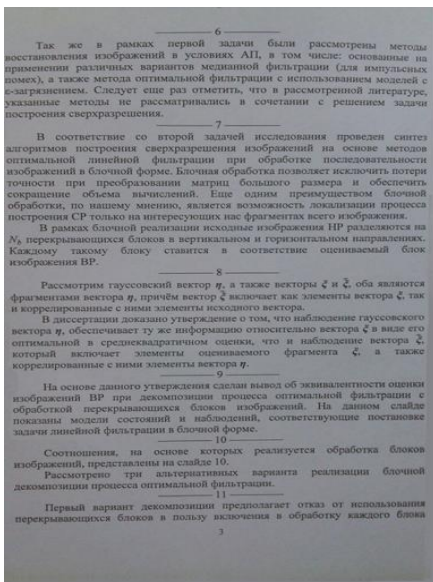 6
Так же в рамках первой задачи были рассмотрены методы
восстановления изображений в условиях АП, в том числе: основанные на
применении различных вариантов медианной фильтрации (для импульсных
помех), а также метода оптимальной фильтрации с использованием моделей с
ε-загрязнением. Следует еще раз отметить, что в рассмотренной литературе,
указанные методы не рассматривались в сочетании с решением задачи
построения сверхразрешения.
7
В соответствие со второй задачей исследования проведен синтез
алгоритмов построения сверхразрешения изображений на основе методов
оптимальной линейной фильтрации при обработке последовательности
изображений в блочной форме. Блочная обработка позволяет исключить потери
точности при преобразовании матриц большого размера и обеспечить
сокращение объема вычислений. Еще одним преимуществом блочной
обработки, по нашему мнению, является возможность локализации процесса
построения СР только на интересующих нас фрагментах всего изображения.
В рамках блочной реализации исходные изображения НР разделяются на
N_b перекрывающихся блоков в вертикальном и горизонтальном направлениях.
Каждому такому блоку ставится в соответствие оцениваемый блок
изображения ВР.
8
Рассмотрим гауссовский вектор η, а также векторы ξ и ξ̃, оба являются
фрагментами вектора η, причём вектор ξ̃ включает как элементы вектора ξ, так
и коррелированные с ними элементы исходного вектора.
В диссертации доказано утверждение о том, что наблюдение гауссовского
вектора η, обеспечивает ту же информацию относительно вектора ξ в виде его
оптимальной в среднеквадратичном оценки, что и наблюдение вектора ξ̃,
который включает элементы оцениваемого фрагмента ξ, а также
коррелированные с ними элементы вектора η.
9
На основе данного утверждения сделан вывод об эквивалентности оценки
изображений ВР при декомпозиции процесса оптимальной фильтрации с
обработкой перекрывающихся блоков изображений. На данном слайде
показаны модели состояний и наблюдений, соответствующие постановке
задачи линейной фильтрации в блочной форме.
10
Соотношения, на основе которых реализуется обработка блоков
изображений, представлены на слайде 10.
Рассмотрено три альтернативных варианта реализации блочной
декомпозиции процесса оптимальной фильтрации.
11
Первый вариант декомпозиции предполагает отказ от использования
перекрывающихся блоков в пользу включения в обработку каждого блока
3